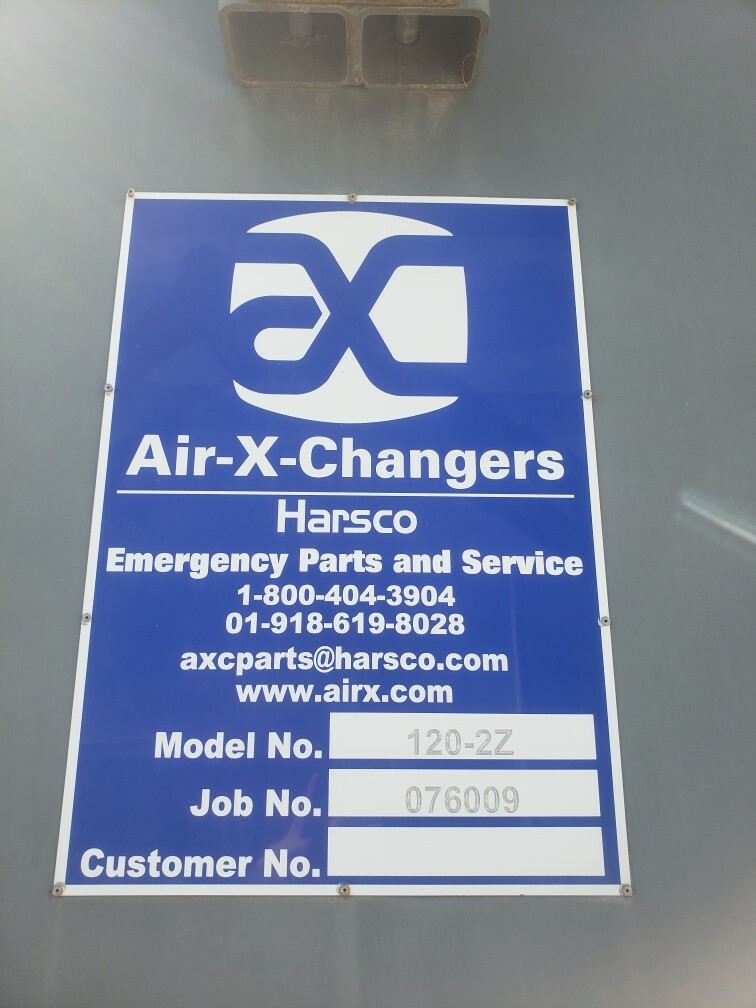 aX
Air-X-Changers
Harsco
Emergency Parts and Service
1-800-404-3904
01-918-619-8028
axcparts@harsco.com
www.airx.com
Model No. 120-2Z
Job No. 076009
Customer No.